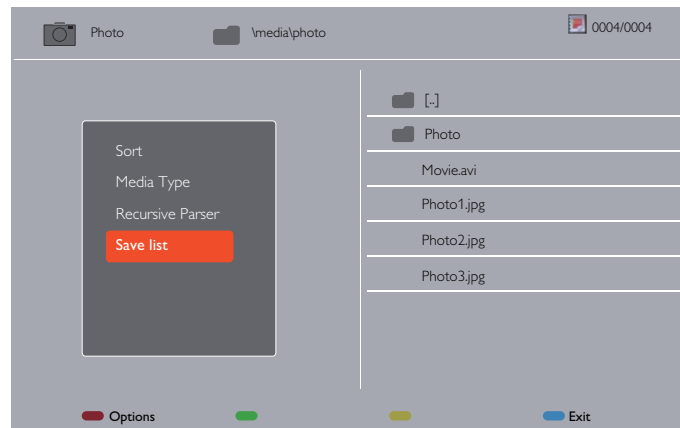 Photo
\media\photo
0004/0004
[..]
Photo
Movie.avi
Photo1.jpg
Photo2.jpg
Photo3.jpg
Sort
Media Type
Recursive Parser
Save list
Options
Exit